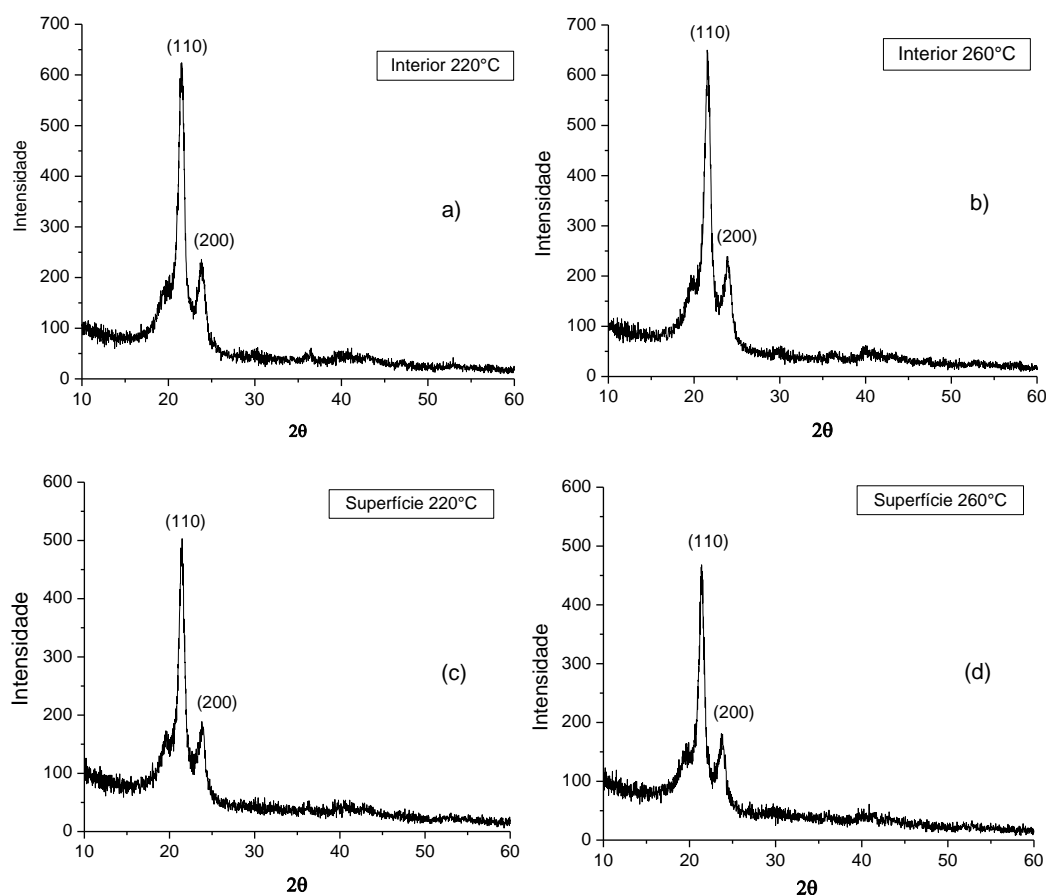 700
600
500
400
300
200
100
0
Intensidade
(110)
(200)
Interior 220°C
a)
10 20 30 40 50 60
2θ
700
600
500
400
300
200
100
0
Intensidade
(110)
(200)
Interior 260°C
b)
10 20 30 40 50 60
2θ
600
500
400
300
200
100
0
Intensidade
(110)
(200)
Superfície 220°C
(c)
10 20 30 40 50 60
2θ
600
500
400
300
200
100
0
Intensidade
(110)
(200)
Superfície 260°C
(d)
10 20 30 40 50 60
2θ